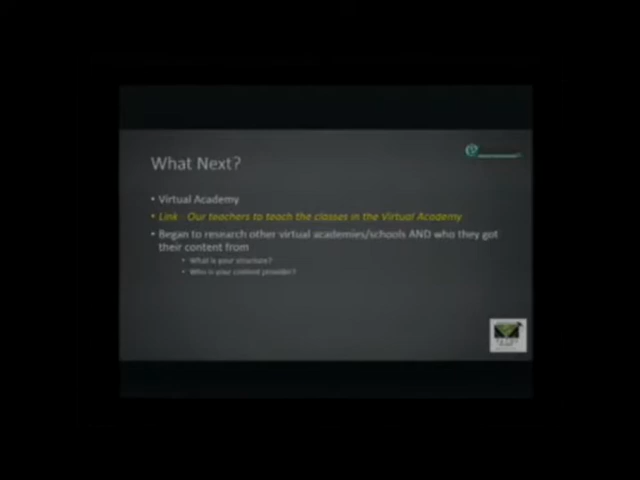 What Next?
• Virtual Academy
• Link Our teachers to teach the classes in the Virtual Academy
• Began to research other virtual academies/schools AND who they got
their content from
• What is your structure?
• Who is your content provider?